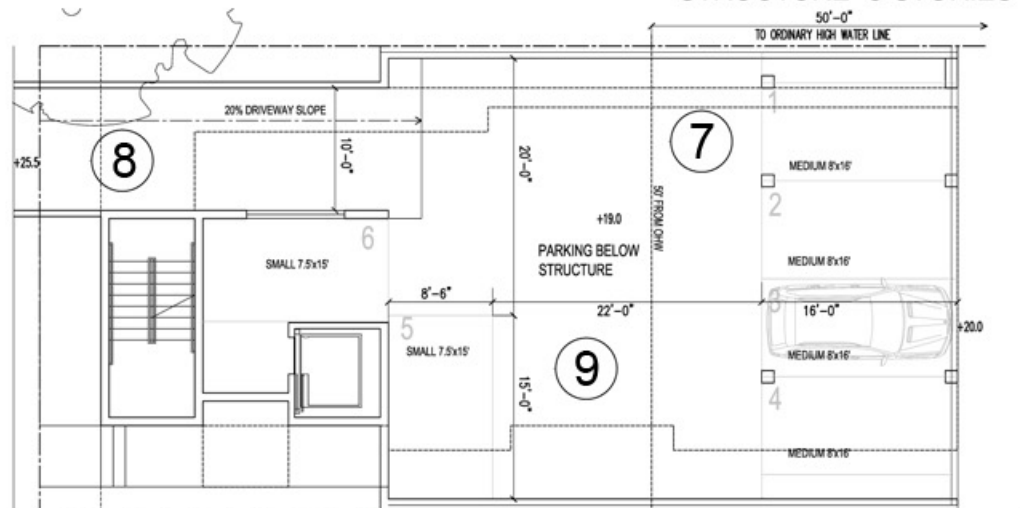 50'-0"
TO ORDINARY HIGH WATER LINE
20% DRIVEWAY SLOPE
1
7
8
10'-0"
20'-0"
+25.5
MEDIUM 8'x16'
2
50' FROM OHW
+19.0
6
PARKING BELOW
STRUCTURE
SMALL 7.5'x15'
MEDIUM 8'x16'
8'-6"
22'-0"
3
16'-0"
5
+20.0
SMALL 7.5'x15'
MEDIUM 8'x16'
9
15'-0"
4
MEDIUM 8'x16'